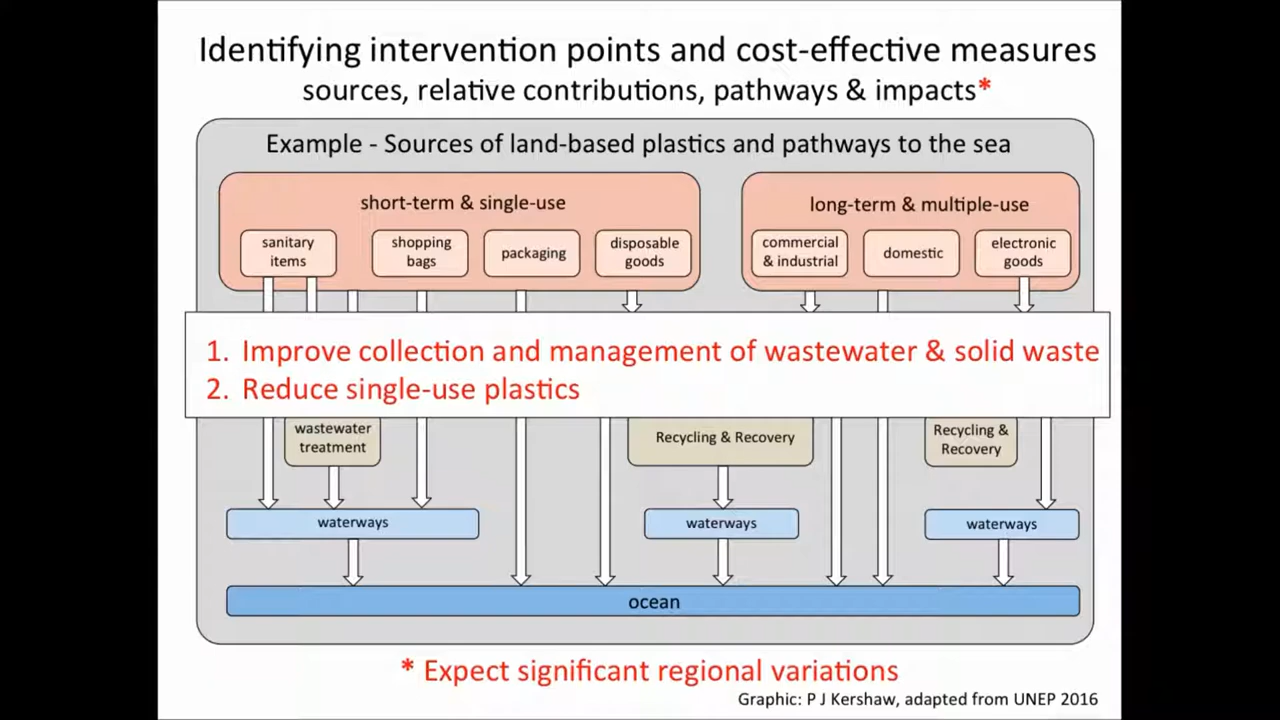 Identifying intervention points and cost-effective measures
sources, relative contributions, pathways & impacts*
Example - Sources of land-based plastics and pathways to the sea
short-term & single-use
long-term & multiple-use
sanitary
items
shopping
bags
packaging
disposable
goods
commercial
& industrial
domestic
electronic
goods
1. Improve collection and management of wastewater & solid waste
2. Reduce single-use plastics
wastewater
treatment
Recycling & Recovery
Recycling &
Recovery
waterways
waterways
waterways
ocean
* Expect significant regional variations
Graphic: P J Kershaw, adapted from UNEP 2016